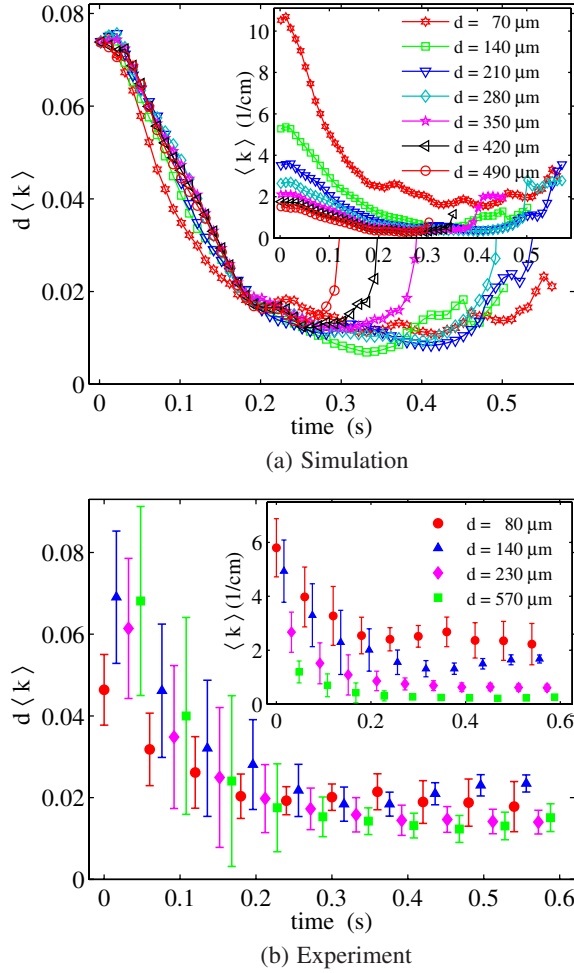 0.08
0.06
0.04
0.02
0
d ⟨ k ⟩
0 0.1 0.2 0.3 0.4 0.5
time (s)
10
8
6
4
2
0
⟨ k ⟩ (1/cm)
0 0.1 0.2 0.3 0.4 0.5
d = 70 μm
d = 140 μm
d = 210 μm
d = 280 μm
d = 350 μm
d = 420 μm
d = 490 μm
(a) Simulation
0.08
0.06
0.04
0.02
0
d ⟨ k ⟩
0 0.1 0.2 0.3 0.4 0.5 0.6
time (s)
6
4
2
0
⟨ k ⟩ (1/cm)
0 0.2 0.4 0.6
d = 80 μm
d = 140 μm
d = 230 μm
d = 570 μm
(b) Experiment